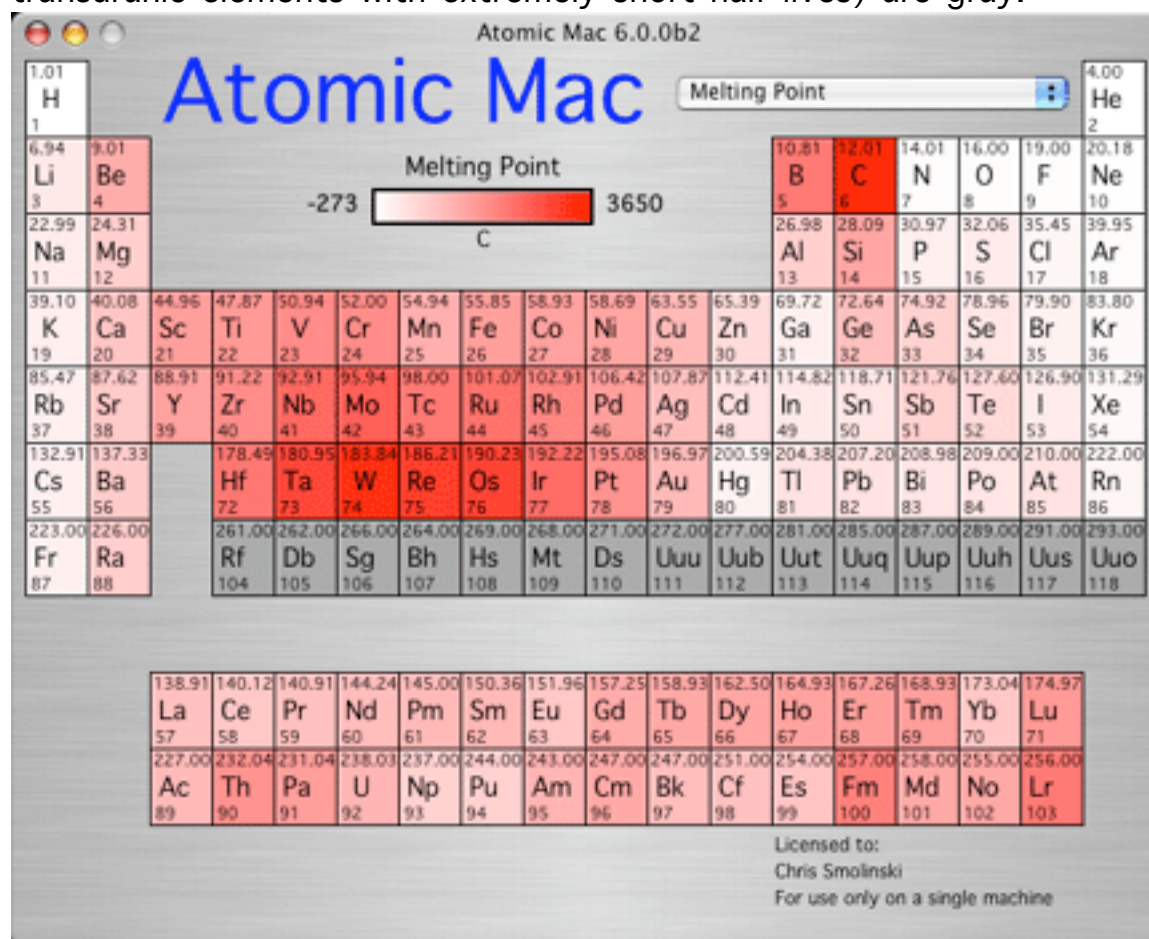 transuranic elements with extremely short half lives) are gray.
Atomic Mac 6.0.0b2
Atomic Mac
Melting Point
Melting Point
-273 3650
C
1.01 4.00
H He
1 2
6.94 9.01 10.81 12.01 14.01 16.00 19.00 20.18
Li Be B C N O F Ne
3 4 5 6 7 8 9 10
22.99 24.31 26.98 28.09 30.97 32.06 35.45 39.95
Na Mg Al Si P S Cl Ar
11 12 13 14 15 16 17 18
39.10 40.08 44.96 47.87 50.94 52.00 54.94 55.85 58.93 58.69 63.55 65.39 69.72 72.64 74.92 78.96 79.90 83.80
K Ca Sc Ti V Cr Mn Fe Co Ni Cu Zn Ga Ge As Se Br Kr
19 20 21 22 23 24 25 26 27 28 29 30 31 32 33 34 35 36
85.47 87.62 88.91 91.22 92.91 95.94 98.00 101.07 102.91 106.42 107.87 112.41 114.82 118.71 121.76 127.60 126.90 131.29
Rb Sr Y Zr Nb Mo Tc Ru Rh Pd Ag Cd In Sn Sb Te I Xe
37 38 39 40 41 42 43 44 45 46 47 48 49 50 51 52 53 54
132.91 137.33 178.49 180.95 183.84 186.21 190.23 192.22 195.08 196.97 200.59 204.38 207.20 208.98 209.00 210.00 222.00
Cs Ba Hf Ta W Re Os Ir Pt Au Hg Tl Pb Bi Po At Rn
55 56 72 73 74 75 76 77 78 79 80 81 82 83 84 85 86
223.00 226.00 261.00 262.00 266.00 264.00 269.00 268.00 271.00 272.00 277.00 281.00 285.00 287.00 289.00 291.00 293.00
Fr Ra Rf Db Sg Bh Hs Mt Ds Uuu Uub Uut Uuq Uup Uuh Uus Uuo
87 88 104 105 106 107 108 109 110 111 112 113 114 115 116 117 118
138.91 140.12 140.91 144.24 145.00 150.36 151.96 157.25 158.93 162.50 164.93 167.26 168.93 173.04 174.97
La Ce Pr Nd Pm Sm Eu Gd Tb Dy Ho Er Tm Yb Lu
57 58 59 60 61 62 63 64 65 66 67 68 69 70 71
227.00 232.04 231.04 238.03 237.00 244.00 243.00 247.00 247.00 251.00 254.00 257.00 258.00 255.00 256.00
Ac Th Pa U Np Pu Am Cm Bk Cf Es Fm Md No Lr
89 90 91 92 93 94 95 96 97 98 99 100 101 102 103
Licensed to:
Chris Smolinski
For use only on a single machine